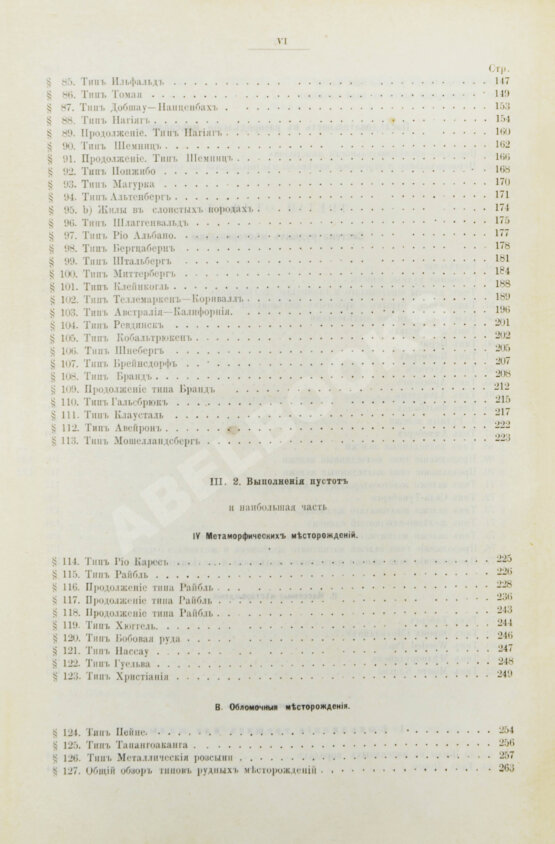 VI
Стр.
§ 85. Типъ Ильфальдъ 147
§ 86. Типъ Томаи 149
§ 87. Типъ Добшау—Нанценбахъ 153
§ 88. Типъ Нагіягъ 154
§ 89. Продолженіе. Типъ Нагіягъ 160
§ 90. Типъ Шемницъ 162
§ 91. Продолженіе. Типъ Шемницъ 166
§ 92. Типъ Понжибо 168
§ 93. Типъ Магурка 170
§ 94. Типъ Альтенбергъ 171
§ 95. b) Жилы въ слоистыхъ породахъ 174
§ 96. Типъ Шлаггенвальдъ 175
§ 97. Типъ Ріо Альбано. 177
§ 98. Типъ Бергцабернъ 178
§ 99. Типъ Штальбергъ 181
§ 100. Типъ Миттербергъ 184
§ 101. Типъ Клейнкогль 188
§ 102. Типъ Теллемаркенъ—Корнваллъ 189
§ 103. Типъ Австралія—Калифорнія. 196
§ 104. Типъ Ревдинскъ 201
§ 105. Типъ Кобальтрюкенъ 202
§ 106. Типъ Шнебергъ 205
§ 107. Типъ Брейнсдорфъ 207
§ 108. Типъ Брандъ 208
§ 109. Продолженіе типа Брандъ 212
§ 110. Типъ Гальсбрюкъ 215
§ 111. Типъ Клаусталь 217
§ 112. Типъ Авейронъ 222
§ 113. Типъ Мошелландсбергъ 223
III. 2. Выполненія пустотъ
и наибольшая часть
IV Метаморфическихъ мѣсторожденій.
§ 114. Типъ Ріо Каресъ 225
§ 115. Типъ Райбль 226
§ 116. Продолженіе типа Райбль 228
§ 117. Продолженіе типа Райбль 236
§ 118. Продолженіе типа Райбль 243
§ 119. Типъ Хюггель. 244
§ 120. Типъ Бобовая руда 246
§ 121. Типъ Нассау 247
§ 122. Типъ Гуельва 248
§ 123. Типъ Христіанія 249
В. Обломочныя мѣсторожденія.
§ 124. Типъ Пейне. 254
§ 125. Типъ Танангоаканга 256
§ 126. Типъ Металлическія розсыпи 257
§ 127. Общій обзоръ типовъ рудныхъ мѣсторожденій 263
ABELBOOKS